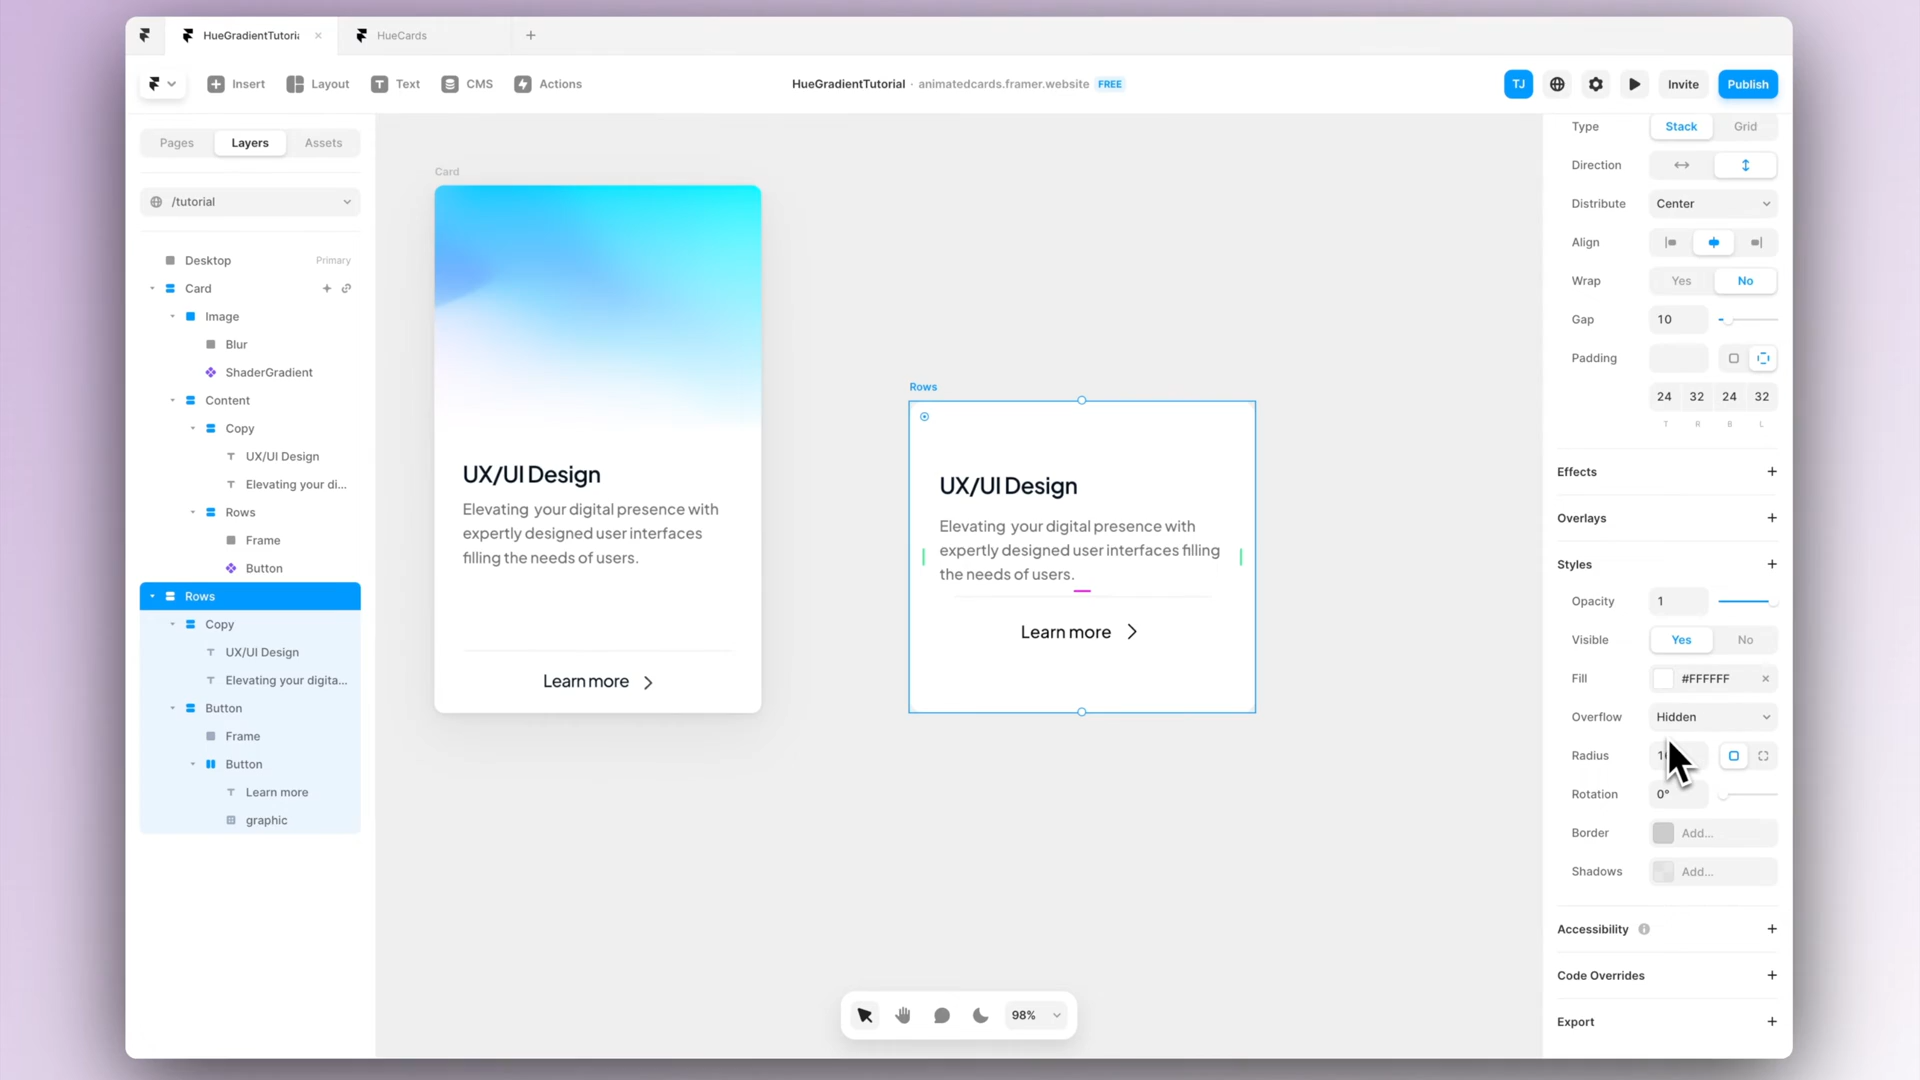 HueGradientTutoria
HueCards
Insert
Layout
Text
CMS
Actions
HueGradientTutorial · animatedcards.framer.website FREE
TJ
Invite
Publish
Pages
Layers
Assets
/tutorial
Desktop
Primary
Card
Image
Blur
ShaderGradient
Content
Copy
UX/UI Design
Elevating your di...
Rows
Frame
Button
Rows
Copy
UX/UI Design
Elevating your digita...
Button
Frame
Button
Learn more
graphic
Card
UX/UI Design
Elevating your digital presence with
expertly designed user interfaces
filling the needs of users.
Learn more
Rows
UX/UI Design
Elevating your digital presence with
expertly designed user interfaces filling
the needs of users.
Learn more
98%
Type
Stack
Grid
Direction
Distribute
Center
Align
Wrap
Yes
No
Gap
10
Padding
24 32 24 32
T R B L
Effects
Overlays
Styles
Opacity
1
Visible
Yes
No
Fill
#FFFFFF
Overflow
Hidden
Radius
Rotation
0°
Border
Add...
Shadows
Add...
Accessibility
Code Overrides
Export